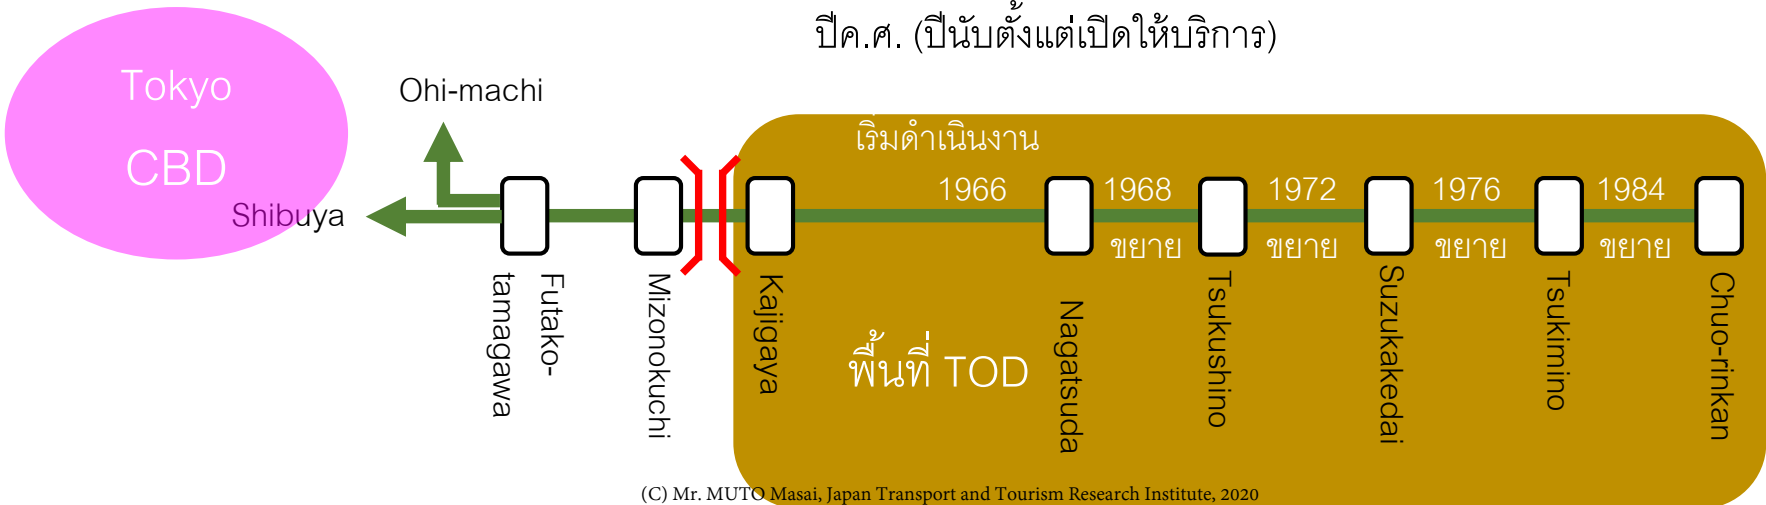 ปีค.ศ. (ปีนับตั้งแต่เปิดให้บริการ)
Tokyo
CBD
Ohi-machi
Shibuya
เริ่มดำเนินงาน
1966
1968
1972
1976
1984
ขยาย
ขยาย
ขยาย
ขยาย
Futako-
tamagawa
Mizonokuchi
Kajigaya
Nagatsuda
Tsukushino
Suzukakedai
Tsukimino
Chuo-rinkan
พื้นที่ TOD
(C) Mr. MUTO Masai, Japan Transport and Tourism Research Institute, 2020